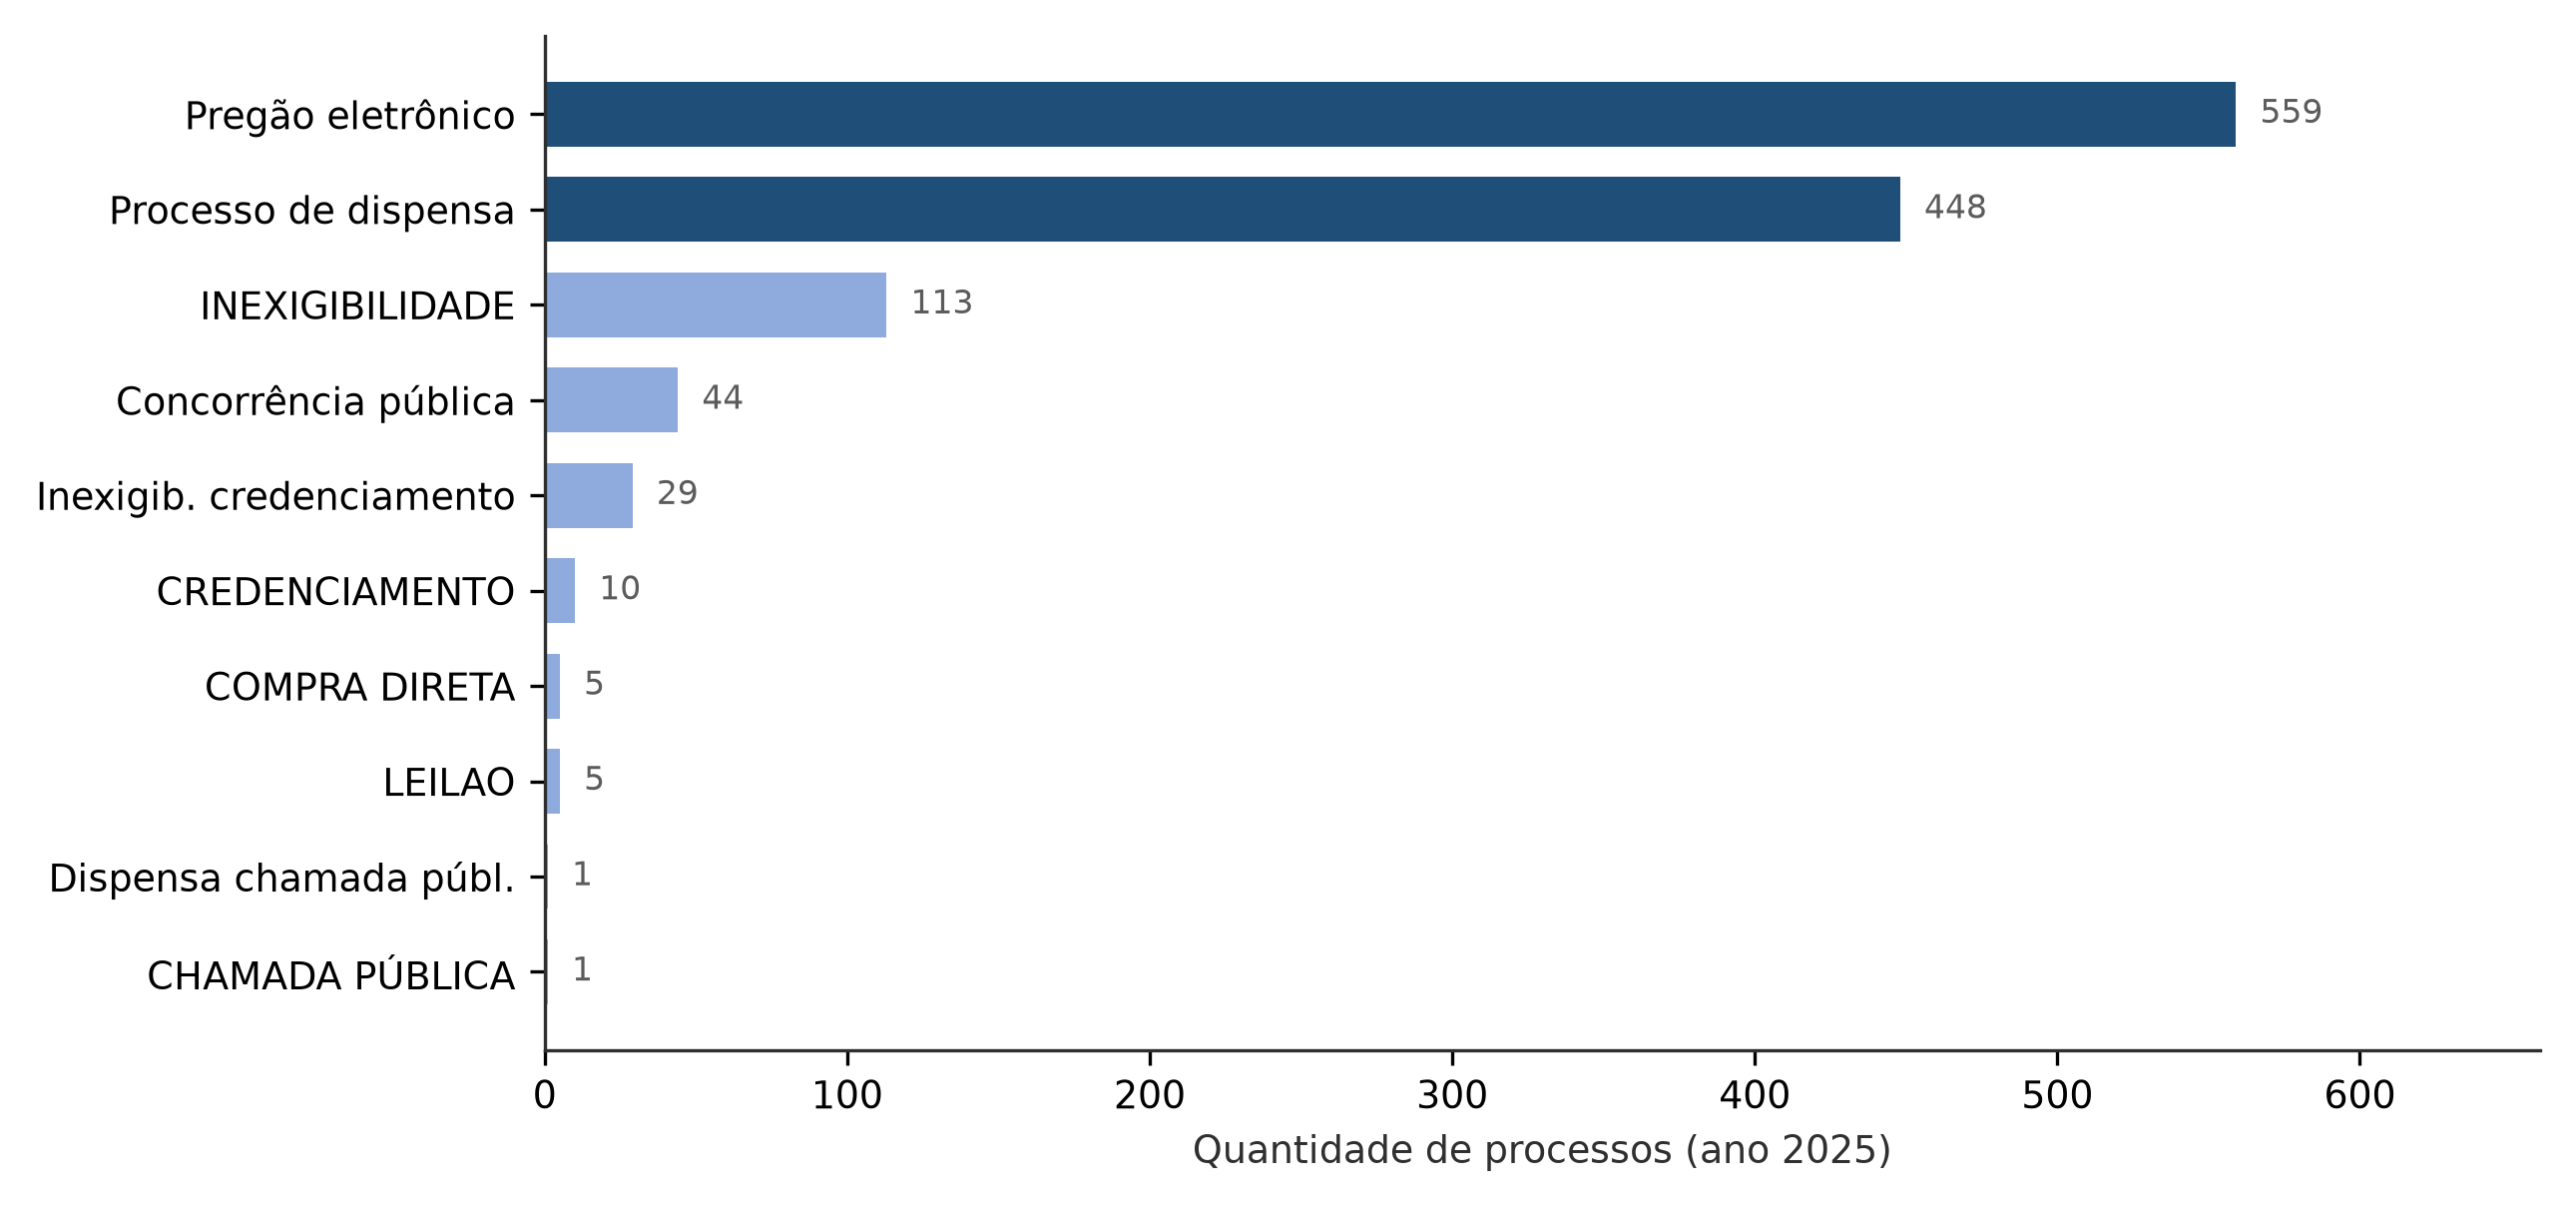 Pregão eletrônico 559
Processo de dispensa 448
INEXIGIBILIDADE 113
Concorrência pública 44
Inexigib. credenciamento 29
CREDENCIAMENTO 10
COMPRA DIRETA 5
LEILAO 5
Dispensa chamada públ. 1
CHAMADA PÚBLICA 1
0 100 200 300 400 500 600
Quantidade de processos (ano 2025)